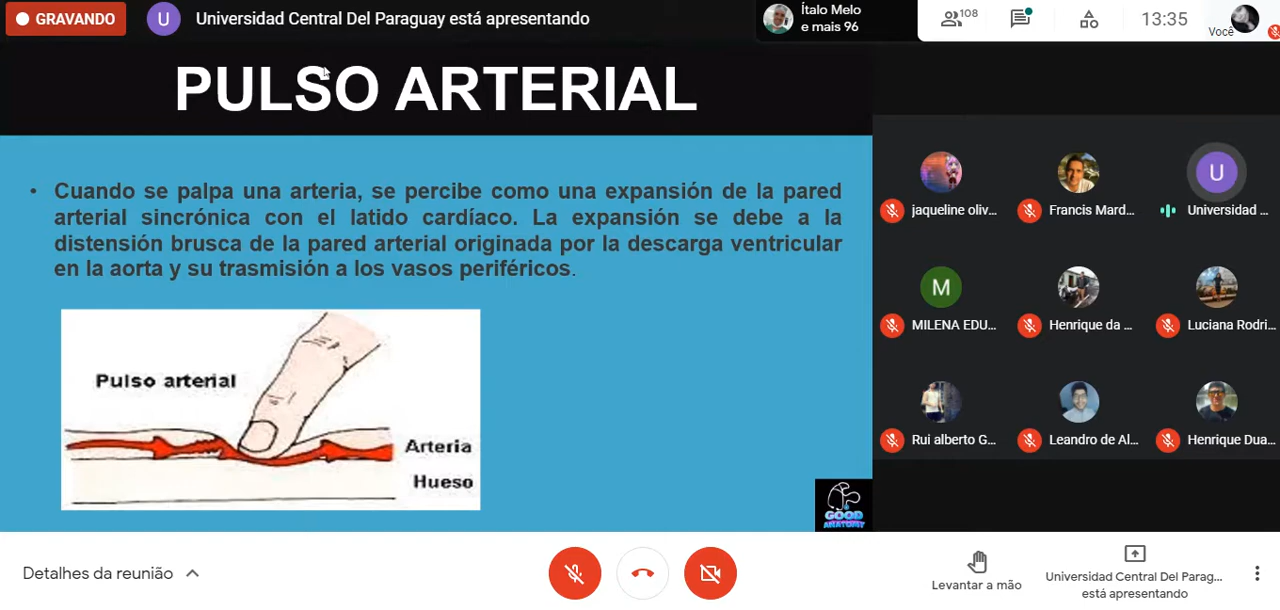 GRAVANDO
U
Universidad Central Del Paraguay está apresentando
Ítalo Melo
e mais 96
108
13:35
Você
PULSO ARTERIAL
• Cuando se palpa una arteria, se percibe como una expansión de la pared
arterial sincrónica con el latido cardíaco. La expansión se debe a la
distensión brusca de la pared arterial originada por la descarga ventricular
en la aorta y su trasmisión a los vasos periféricos.
Pulso arterial
Arteria
Hueso
GOOD
ANATOMY
jaqueline oliv...
Francis Mard...
U
Universidad ...
M
MILENA EDU...
Henrique da ...
Luciana Rodri...
Rui alberto G...
Leandro de Al...
Henrique Dua...
Detalhes da reunião
Levantar a mão
Universidad Central Del Parag...
está apresentando